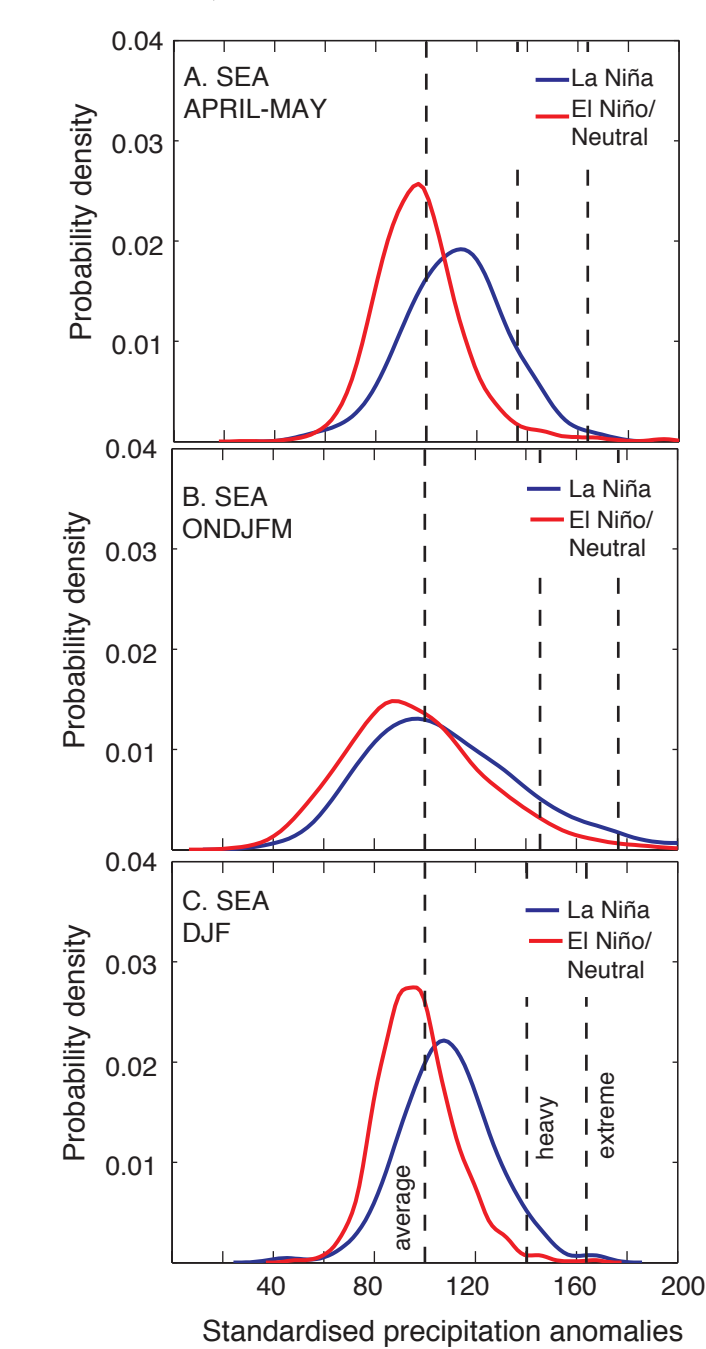 0.04
A. SEA
APRIL-MAY
La Niña
El Niño/
Neutral
0.03
0.02
0.01
Probability density
0.04
B. SEA
ONDJFM
La Niña
El Niño/
Neutral
0.03
0.02
0.01
Probability density
0.04
C. SEA
DJF
La Niña
El Niño/
Neutral
0.03
0.02
0.01
Probability density
average
heavy
extreme
40 80 120 160 200
Standardised precipitation anomalies